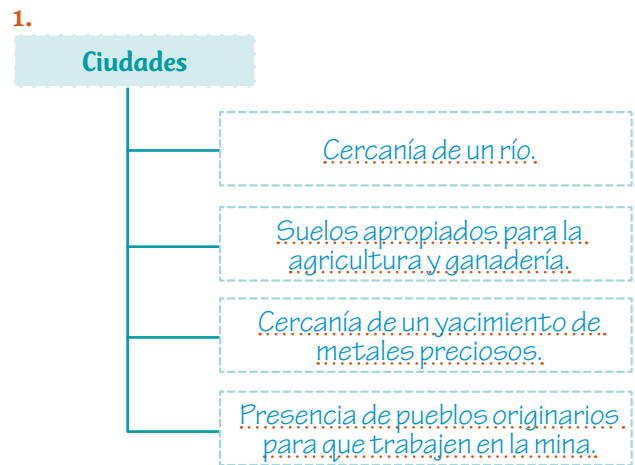 1.
Ciudades
Cercanía de un río.
Suelos apropiados para la
agricultura y ganadería.
Cercanía de un yacimiento de
metales preciosos.
Presencia de pueblos originarios
para que trabajen en la mina.